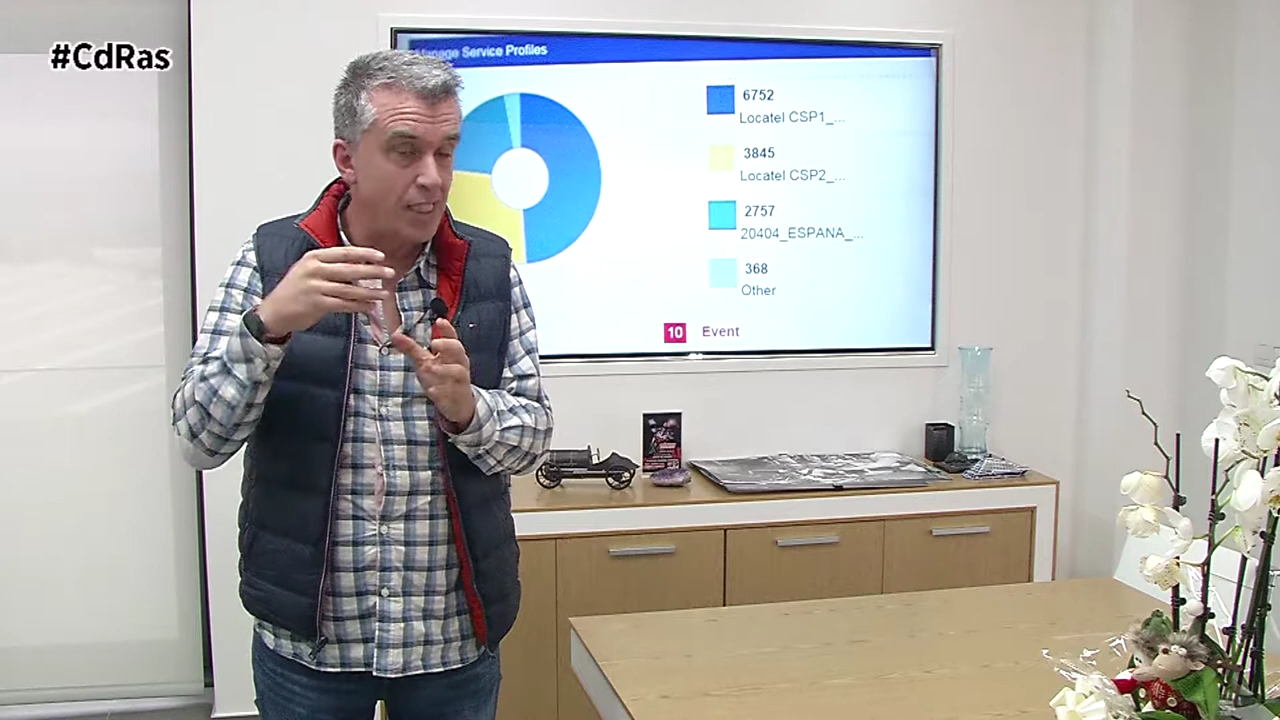 #CdRas
Manage Service Profiles
6752
Locatel CSP1_...
3845
Locatel CSP2_...
2757
20404_ESPANA_...
368
Other
10 Event